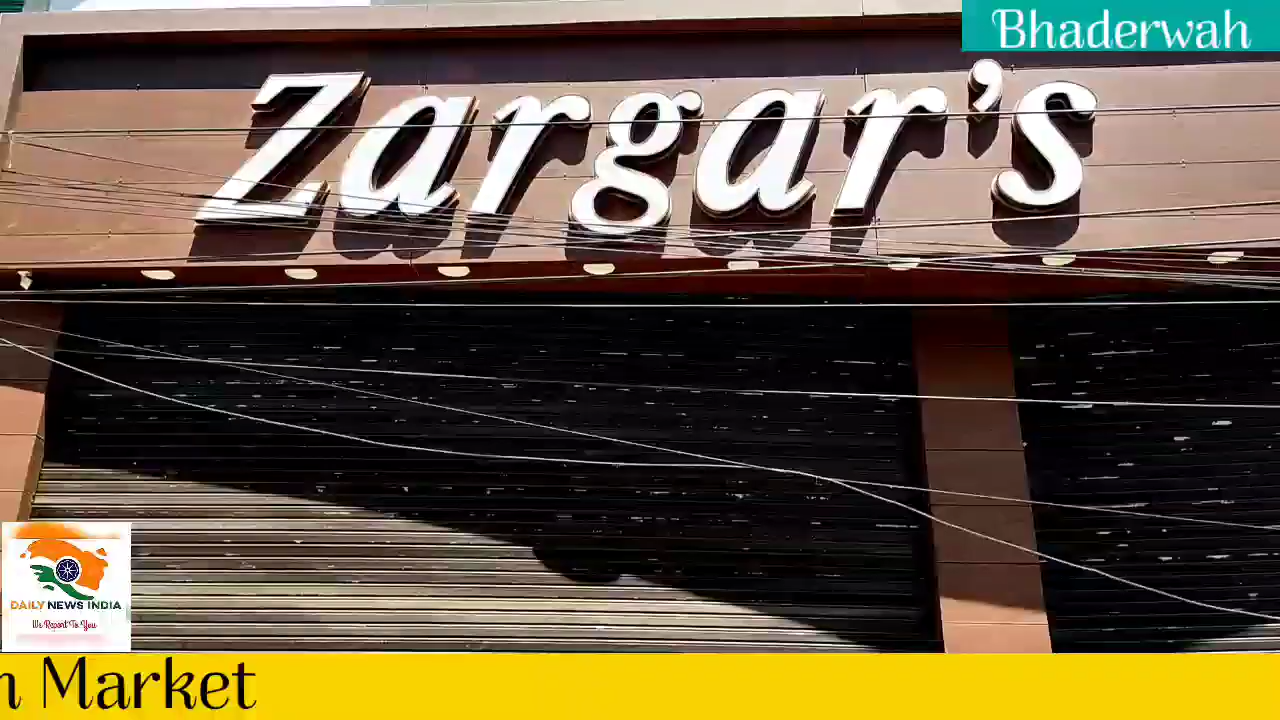 Bhaderwah
Zargar's
DAILY NEWS INDIA
We Report To You
n Market